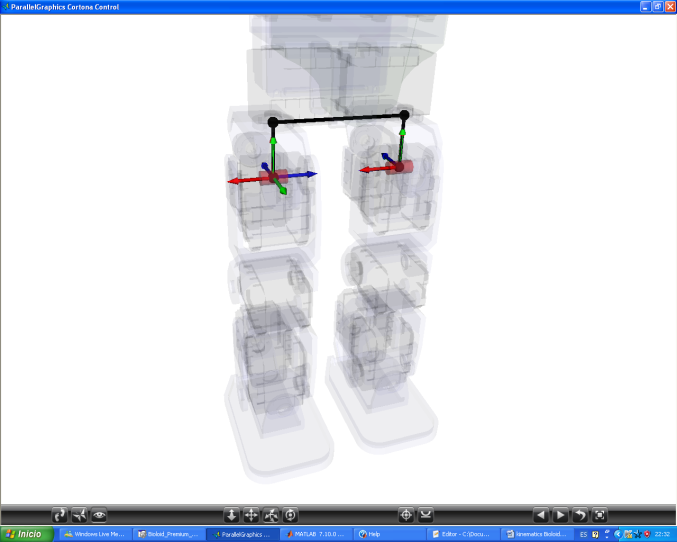 ParallelGraphics Cortona Control
Inicio
Windows Live Me...
Bioloid_Premium_...
ParallelGraphics ...
MATLAB 7.10.0 ...
Help
Editor - C:\Docu...
kinematics Bioloid...
ES
22:32